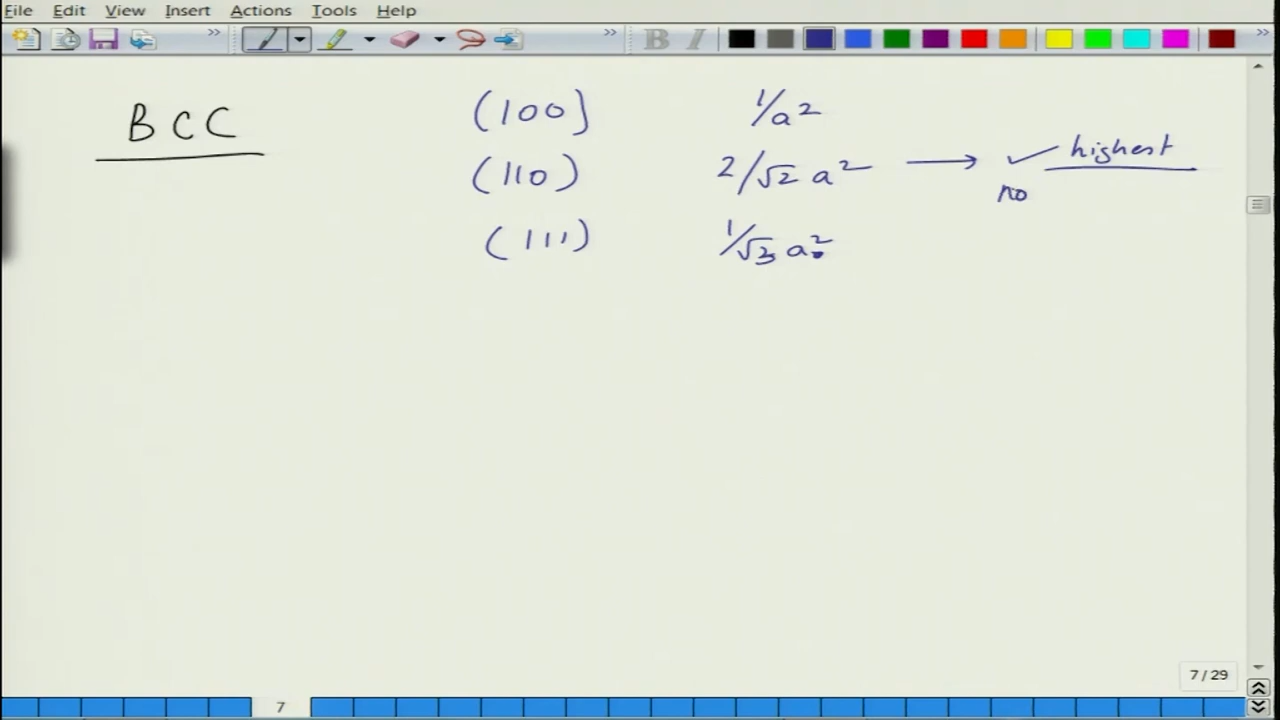 File Edit View Insert Actions Tools Help
BCC (100) 1/a²
(110) 2/√2 a² → ✓ highest
no
(111) 1/√3 a²
7 / 29
7